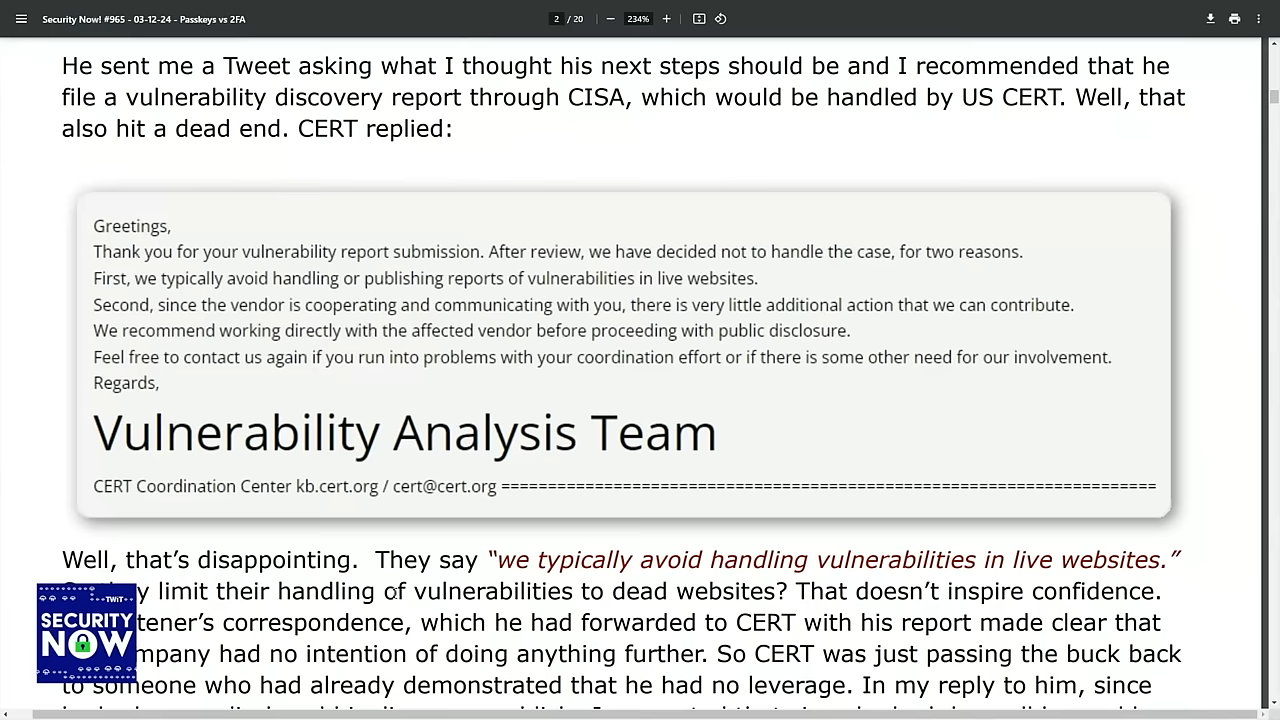 Security Now! #965 - 03-12-24 - Passkeys vs 2FA
2 / 20
234%
He sent me a Tweet asking what I thought his next steps should be and I recommended that he
file a vulnerability discovery report through CISA, which would be handled by US CERT. Well, that
also hit a dead end. CERT replied:
Greetings,
Thank you for your vulnerability report submission. After review, we have decided not to handle the case, for two reasons.
First, we typically avoid handling or publishing reports of vulnerabilities in live websites.
Second, since the vendor is cooperating and communicating with you, there is very little additional action that we can contribute.
We recommend working directly with the affected vendor before proceeding with public disclosure.
Feel free to contact us again if you run into problems with your coordination effort or if there is some other need for our involvement.
Regards,
Vulnerability Analysis Team
CERT Coordination Center kb.cert.org / cert@cert.org ======================================================================
Well, that’s disappointing. They say “we typically avoid handling vulnerabilities in live websites.”
limit their handling of vulnerabilities to dead websites? That doesn’t inspire confidence.
correspondence, which he had forwarded to CERT with his report made clear that
had no intention of doing anything further. So CERT was just passing the buck back
to someone who had already demonstrated that he had no leverage. In my reply to him, since
TWiT
SECURITY
NOW